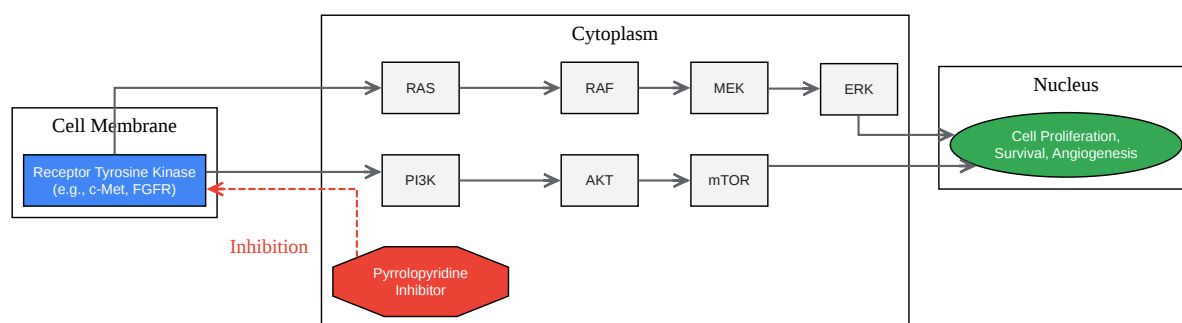 Cytoplasm
Nucleus
Cell Membrane
RAS
RAF
MEK
ERK
Cell Proliferation,
Survival, Angiogenesis
Receptor Tyrosine Kinase
(e.g., c-Met, FGFR)
PI3K
AKT
mTOR
Inhibition
Pyrrolopyridine
Inhibitor